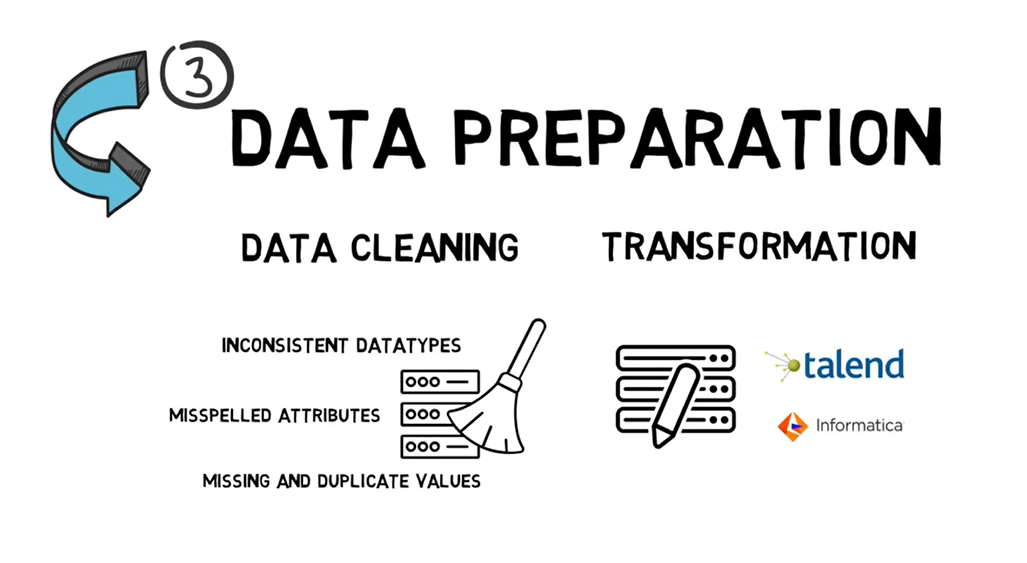 3
DATA PREPARATION
DATA CLEANING
TRANSFORMATION
INCONSISTENT DATATYPES
MISSPELLED ATTRIBUTES
MISSING AND DUPLICATE VALUES
talend
Informatica